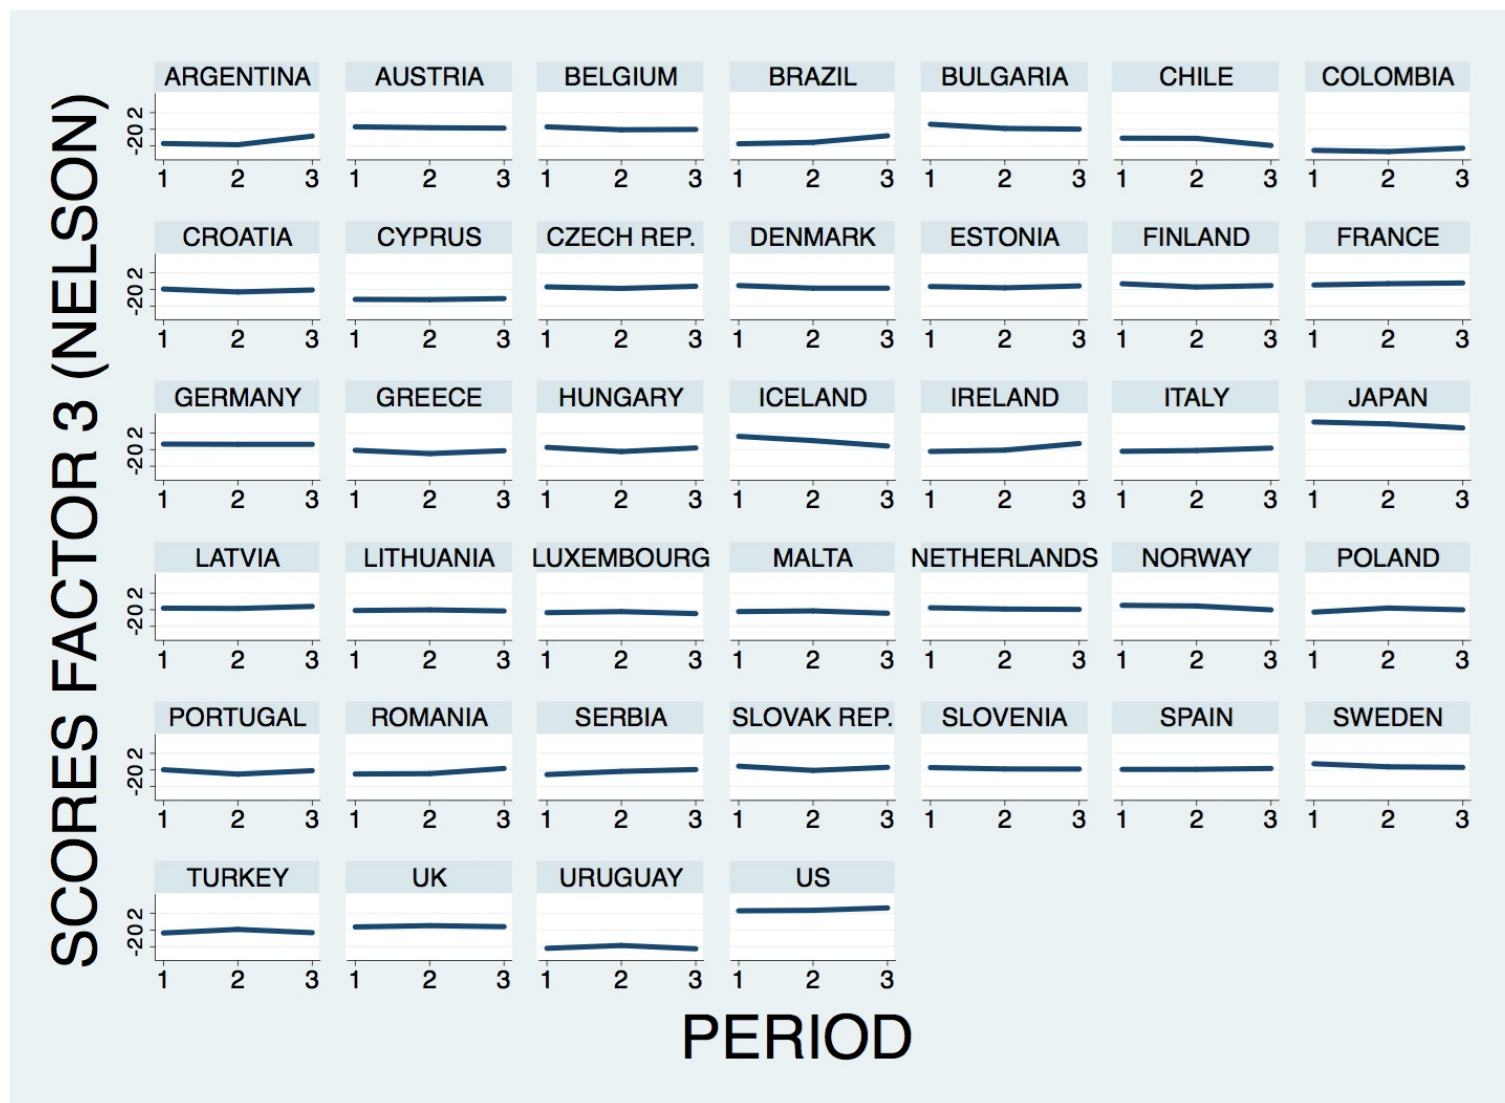 SCORES FACTOR 3 (NELSON)
ARGENTINA AUSTRIA BELGIUM BRAZIL BULGARIA CHILE COLOMBIA
-2 0 2
1 2 3 1 2 3 1 2 3 1 2 3 1 2 3 1 2 3 1 2 3
CROATIA CYPRUS CZECH REP. DENMARK ESTONIA FINLAND FRANCE
-2 0 2
1 2 3 1 2 3 1 2 3 1 2 3 1 2 3 1 2 3 1 2 3
GERMANY GREECE HUNGARY ICELAND IRELAND ITALY JAPAN
-2 0 2
1 2 3 1 2 3 1 2 3 1 2 3 1 2 3 1 2 3 1 2 3
LATVIA LITHUANIA LUXEMBOURG MALTA NETHERLANDS NORWAY POLAND
-2 0 2
1 2 3 1 2 3 1 2 3 1 2 3 1 2 3 1 2 3 1 2 3
PORTUGAL ROMANIA SERBIA SLOVAK REP. SLOVENIA SPAIN SWEDEN
-2 0 2
1 2 3 1 2 3 1 2 3 1 2 3 1 2 3 1 2 3 1 2 3
TURKEY UK URUGUAY US
-2 0 2
1 2 3 1 2 3 1 2 3 1 2 3
PERIOD